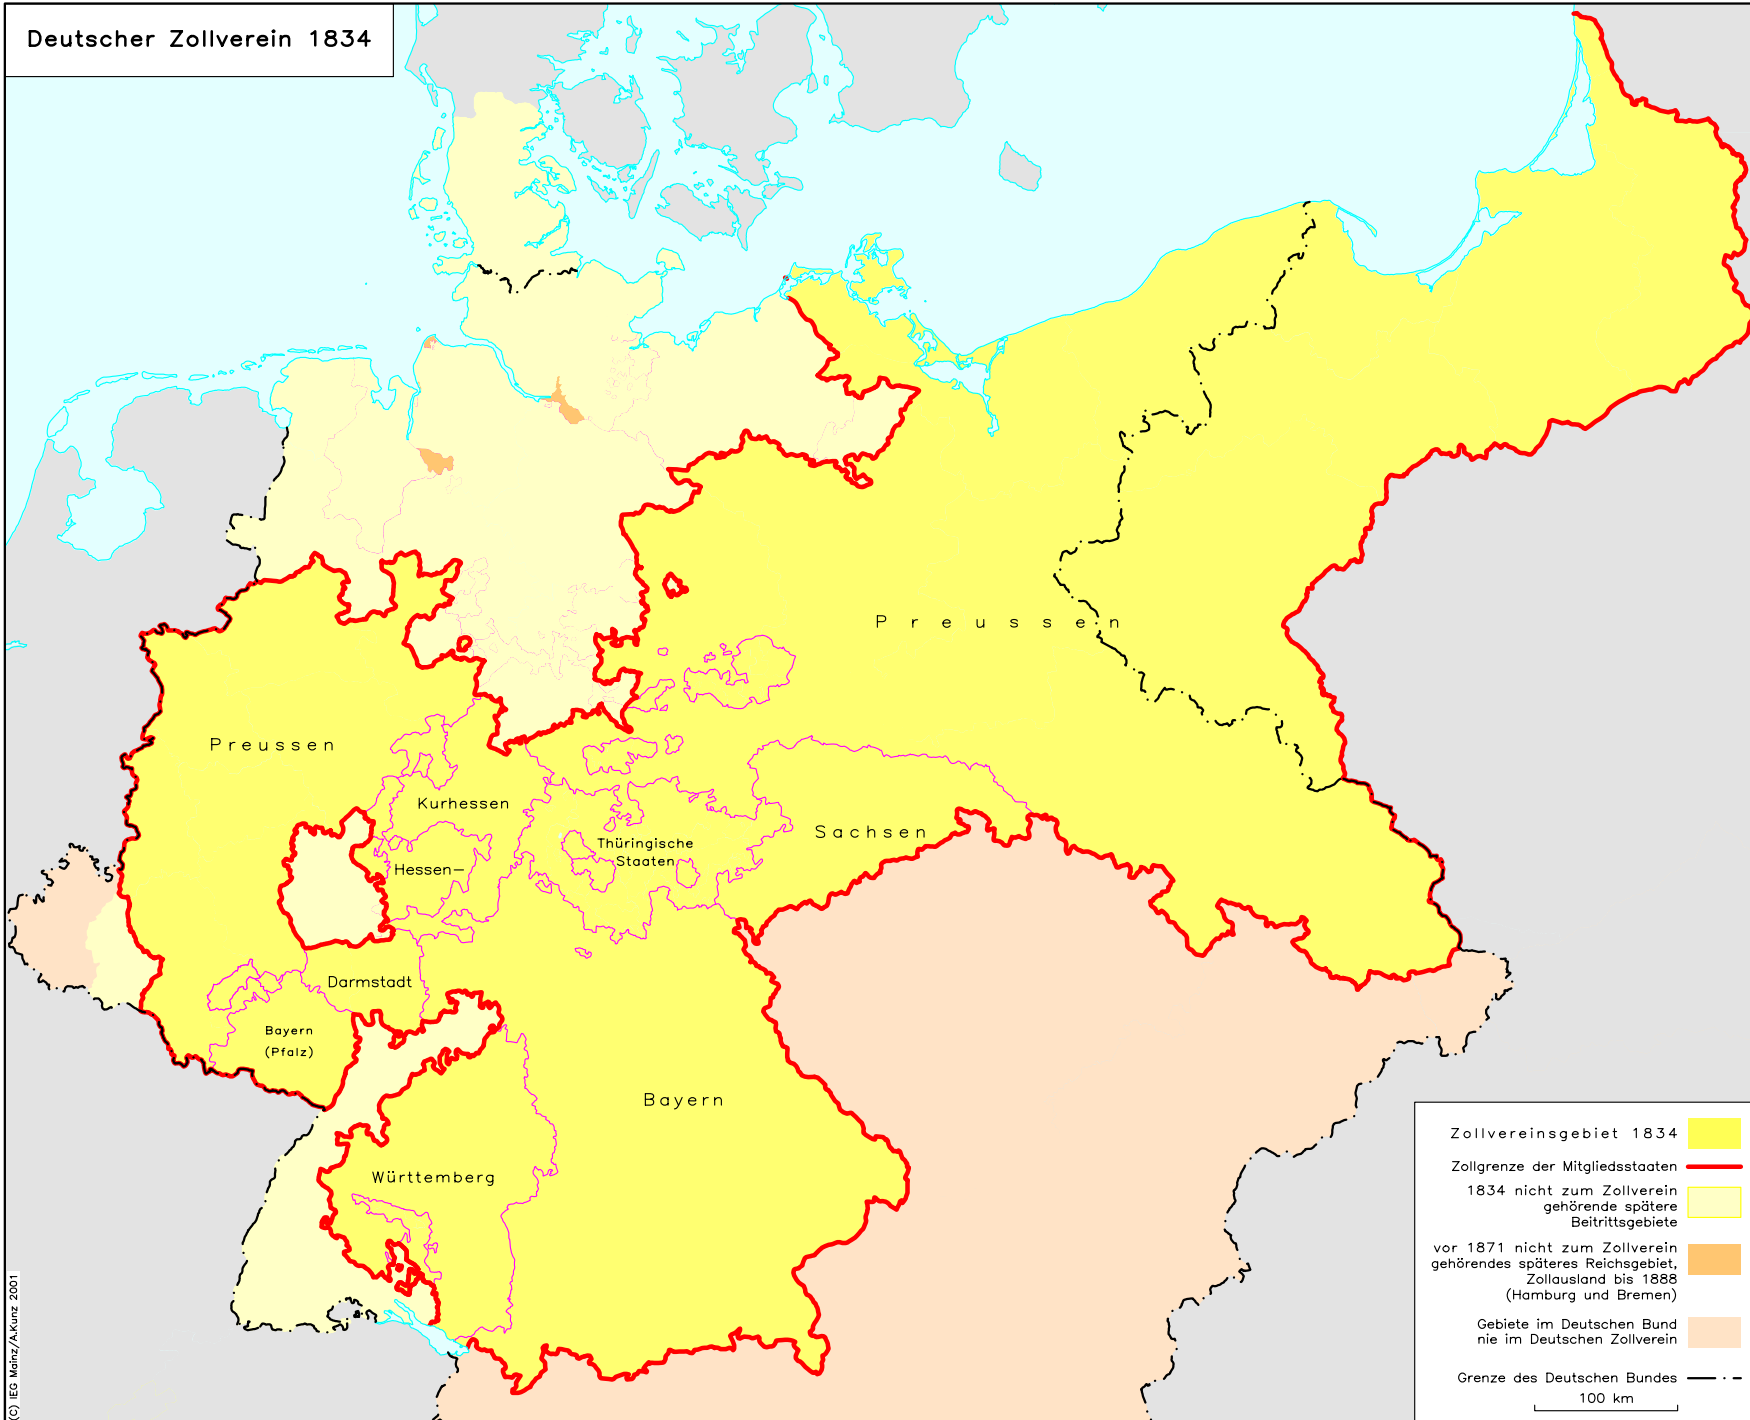 Deutscher Zollverein 1834
Preussen
Preussen
Kurhessen
Sachsen
Thüringische
Staaten
Hessen–
Darmstadt
Bayern
(Pfalz)
Bayern
Württemberg
Zollvereinsgebiet 1834
Zollgrenze der Mitgliedsstaaten
1834 nicht zum Zollverein
gehörende spätere
Beitrittsgebiete
vor 1871 nicht zum Zollverein
gehörendes späteres Reichsgebiet,
Zollausland bis 1888
(Hamburg und Bremen)
Gebiete im Deutschen Bund
nie im Deutschen Zollverein
Grenze des Deutschen Bundes
100 km
(C) IEG Mainz/A.Kunz 2001